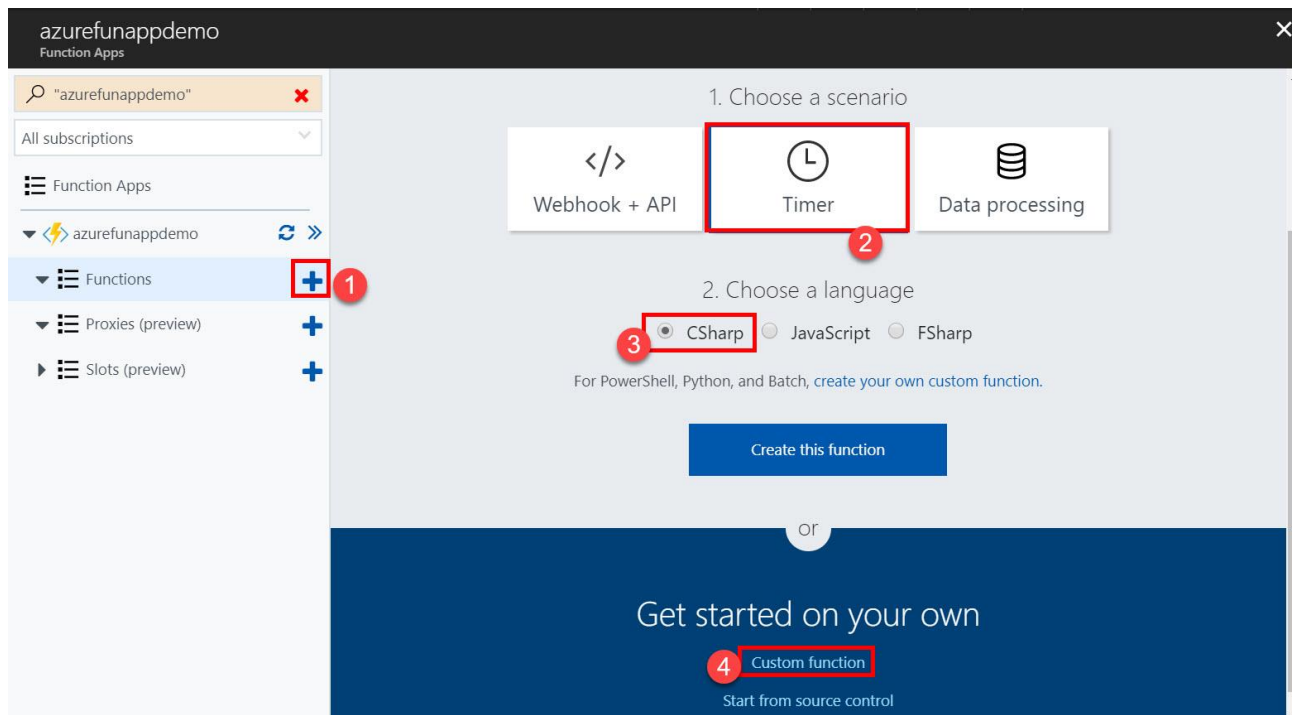 azurefunappdemo
Function Apps
"azurefunappdemo"
All subscriptions
Function Apps
azurefunappdemo
Functions
1
Proxies (preview)
Slots (preview)
1. Choose a scenario
</>
Webhook + API
Timer
Data processing
2
2. Choose a language
3
CSharp JavaScript FSharp
For PowerShell, Python, and Batch, create your own custom function.
Create this function
or
Get started on your own
4 Custom function
Start from source control